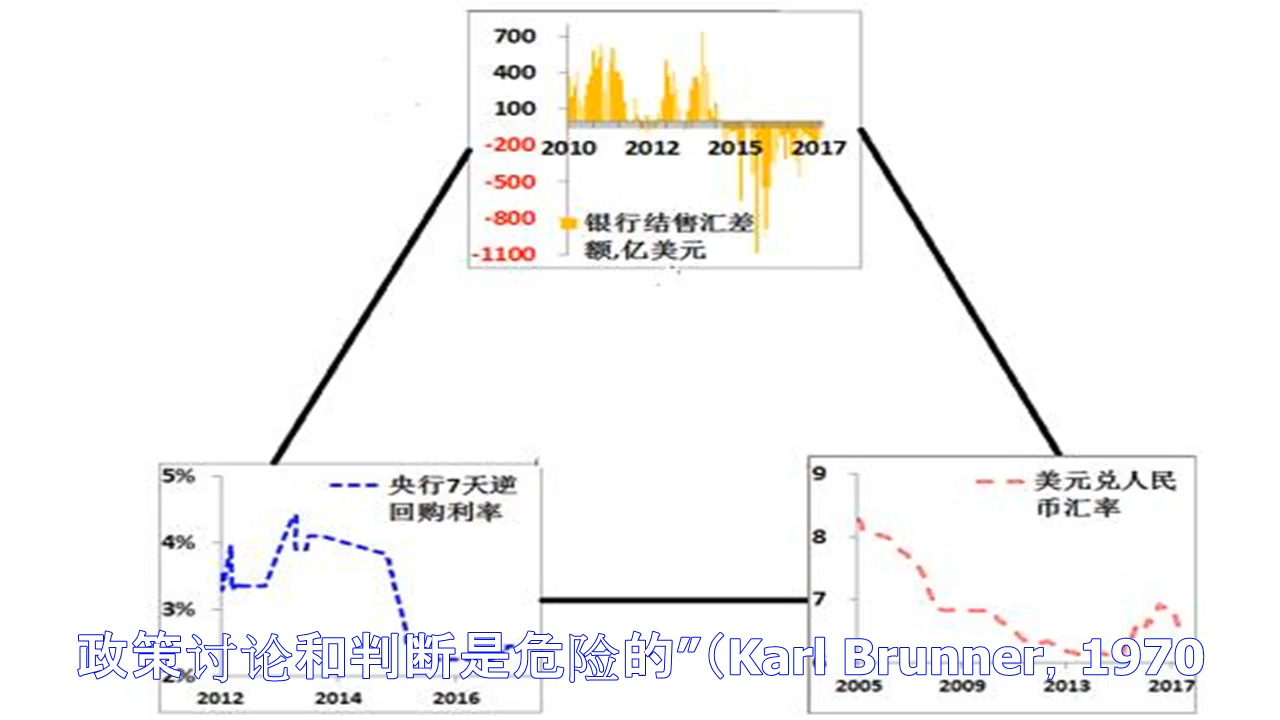 700
400
100
-200
2010 2012 2015 2017
-500
-800
-1100
银行结售汇差
额,亿美元
5%
4%
3%
2%
央行7天逆
回购利率
2012 2014 2016
9
8
7
6
美元兑人民
币汇率
2005 2009 2013 2017
政策讨论和判断是危险的”(Karl Brunner, 1970